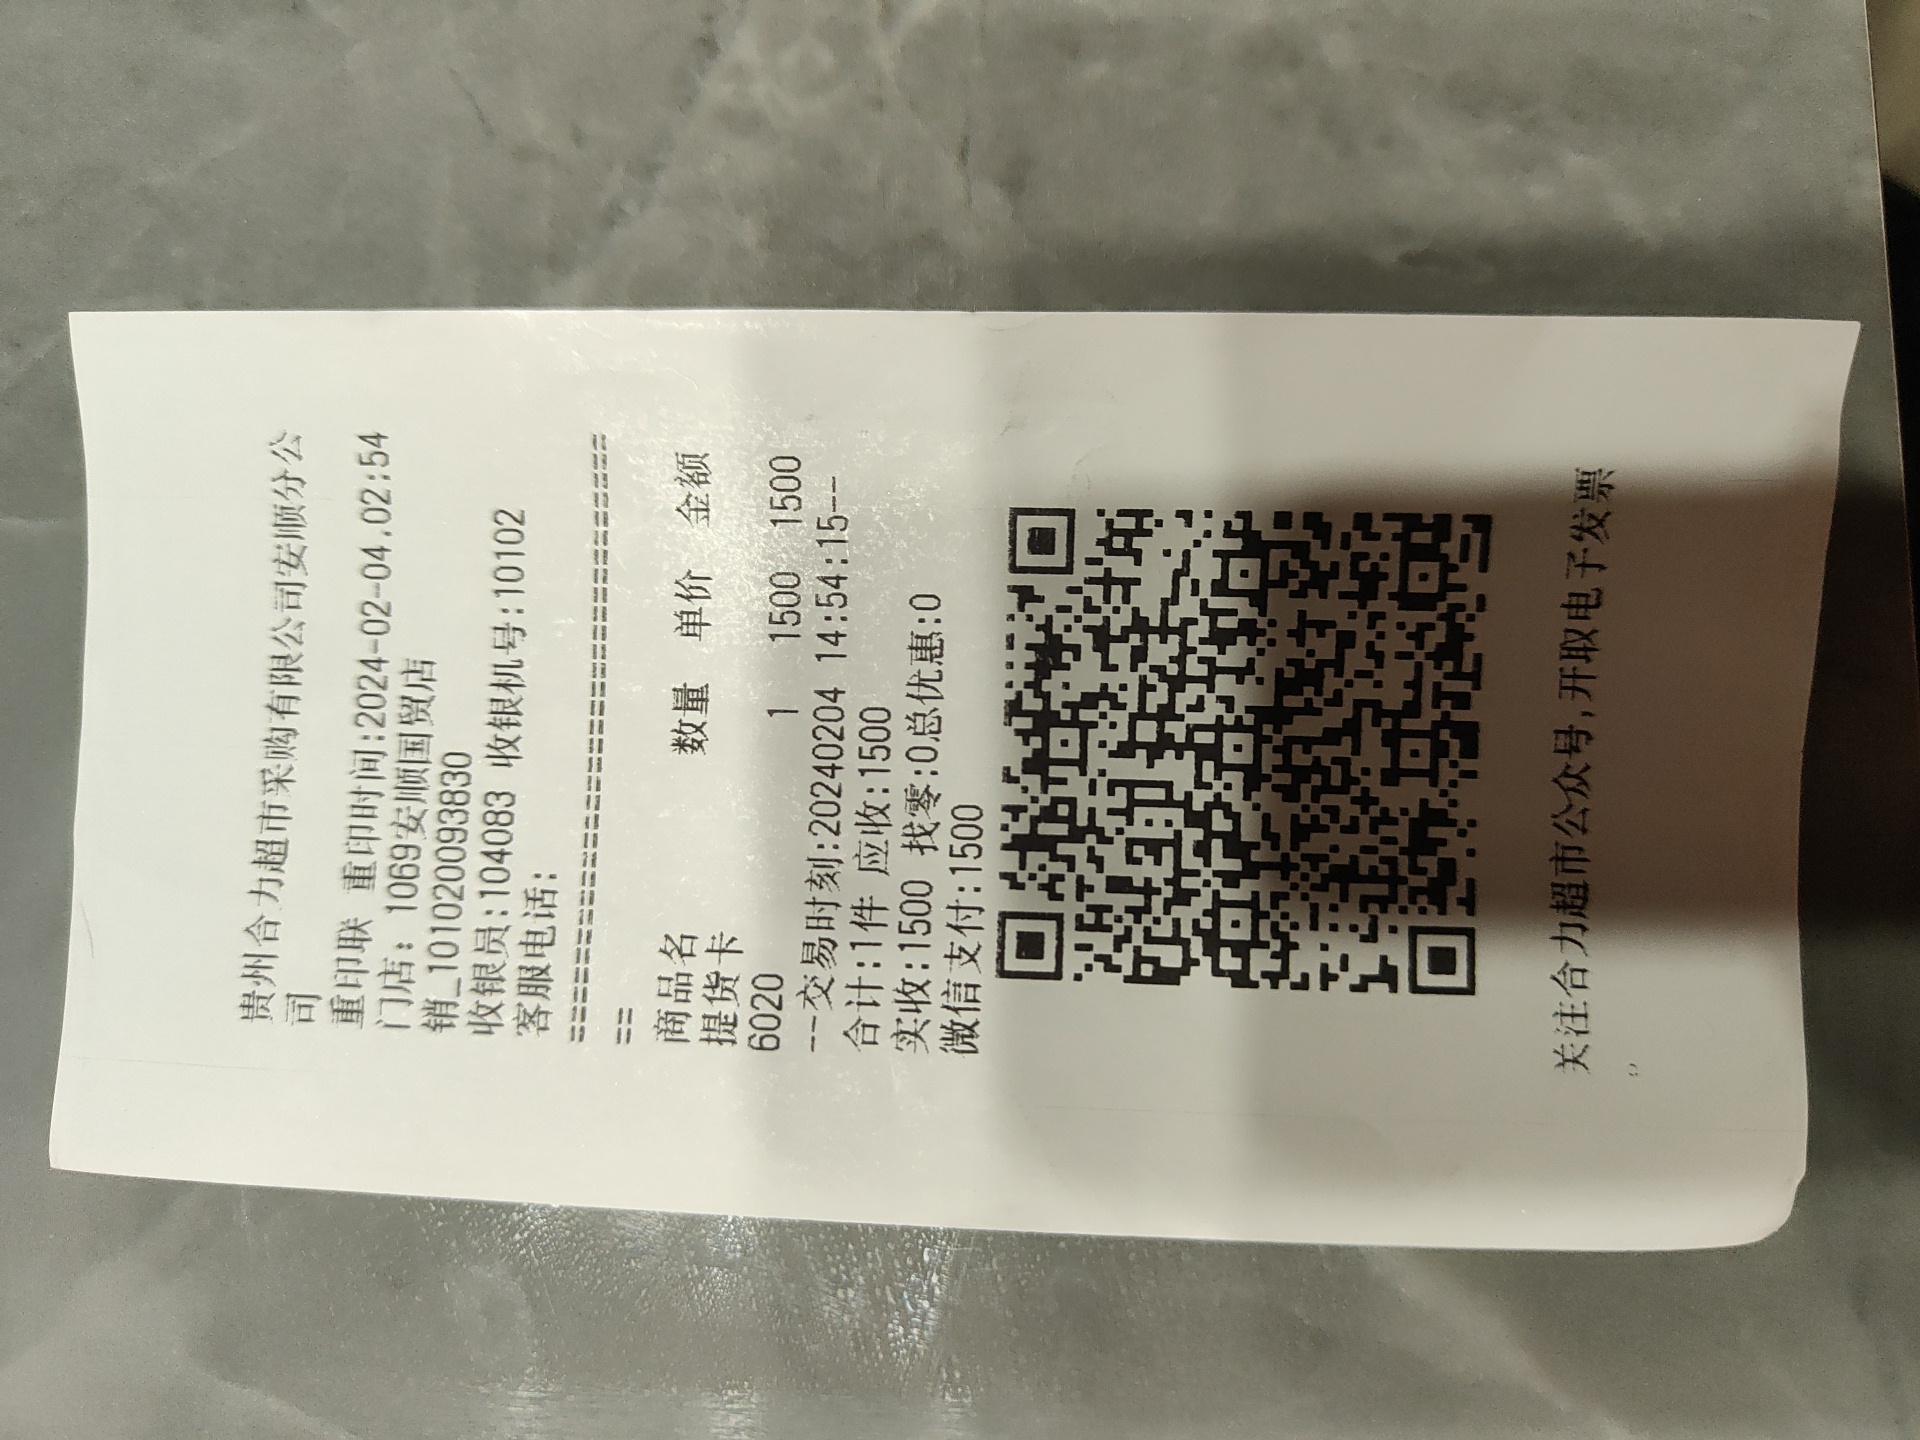 贵州合力超市采购有限公司安顺分公
司
重印联 重印时间:2024-02-04.02:54
门店: 1069安顺国贸店
销_101020093830
收银员:104083 收银机号:10102
客服电话:
==============================
==
商品名 数量 单价 金额
提货卡
6020 1 1500 1500
--交易时刻:20240204 14:54:15--
合计:1件 应收:1500
实收:1500 找零:0总优惠:0
微信支付:1500
关注合力超市公众号,开取电子发票